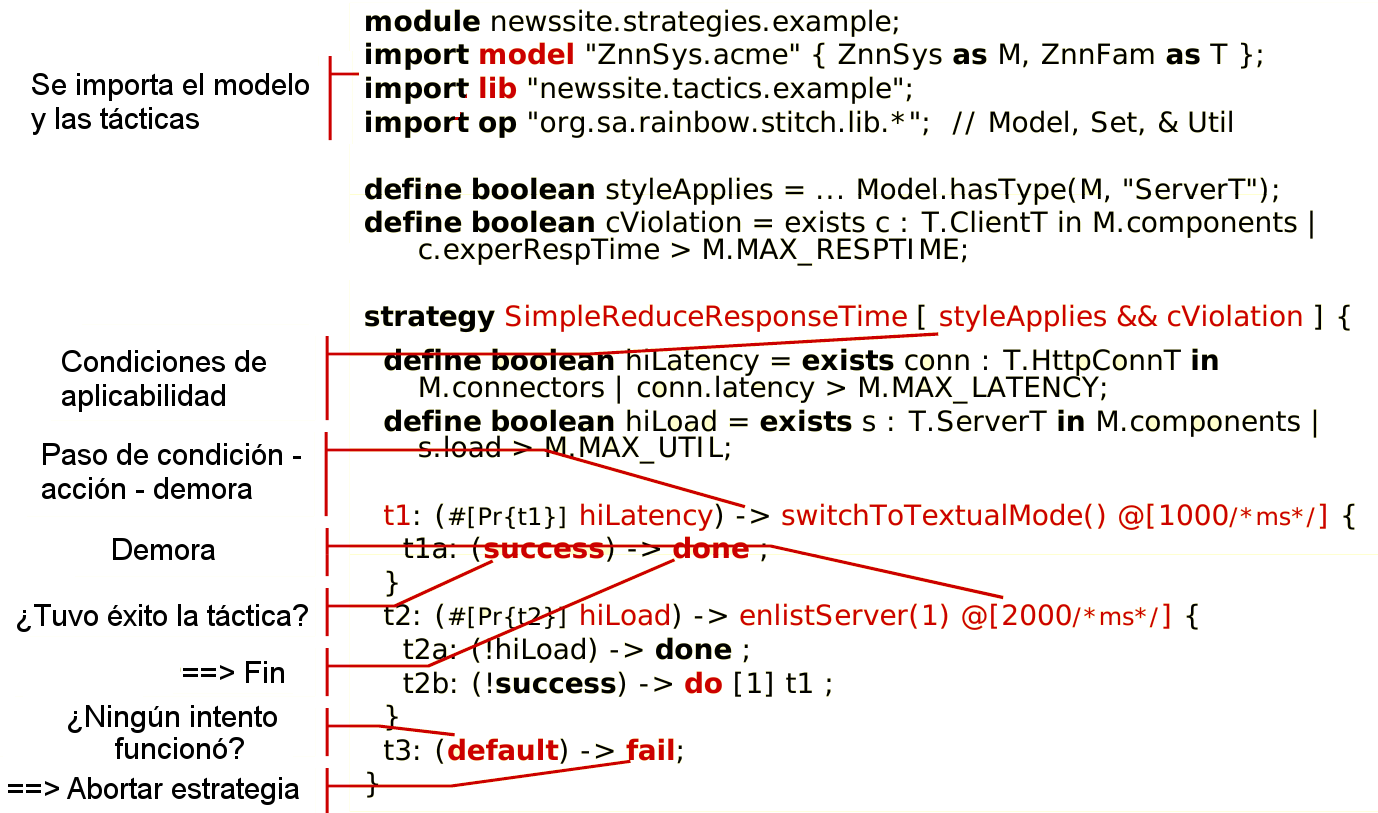 module newssite.strategies.example;
import model "ZnnSys.acme" { ZnnSys as M, ZnnFam as T };
Se importa el modelo
y las tácticas
import lib "newssite.tactics.example";
import op "org.sa.rainbow.stitch.lib.*"; // Model, Set, & Util
define boolean styleApplies = ... Model.hasType(M, "ServerT");
define boolean cViolation = exists c : T.ClientT in M.components |
c.experRespTime > M.MAX_RESPTIME;
strategy SimpleReduceResponseTime [ styleApplies && cViolation ] {
Condiciones de
aplicabilidad
define boolean hiLatency = exists conn : T.HttpConnT in
M.connectors | conn.latency > M.MAX_LATENCY;
define boolean hiLoad = exists s : T.ServerT in M.components |
s.load > M.MAX_UTIL;
Paso de condición -
acción - demora
t1: (#[Pr{t1}] hiLatency) -> switchToTextualMode() @[1000/*ms*/] {
Demora
t1a: (success) -> done ;
}
¿Tuvo éxito la táctica?
t2: (#[Pr{t2}] hiLoad) -> enlistServer(1) @[2000/*ms*/] {
t2a: (!hiLoad) -> done ;
==> Fin
t2b: (!success) -> do [1] t1 ;
}
¿Ningún intento
funcionó?
t3: (default) -> fail;
==> Abortar estrategia
}